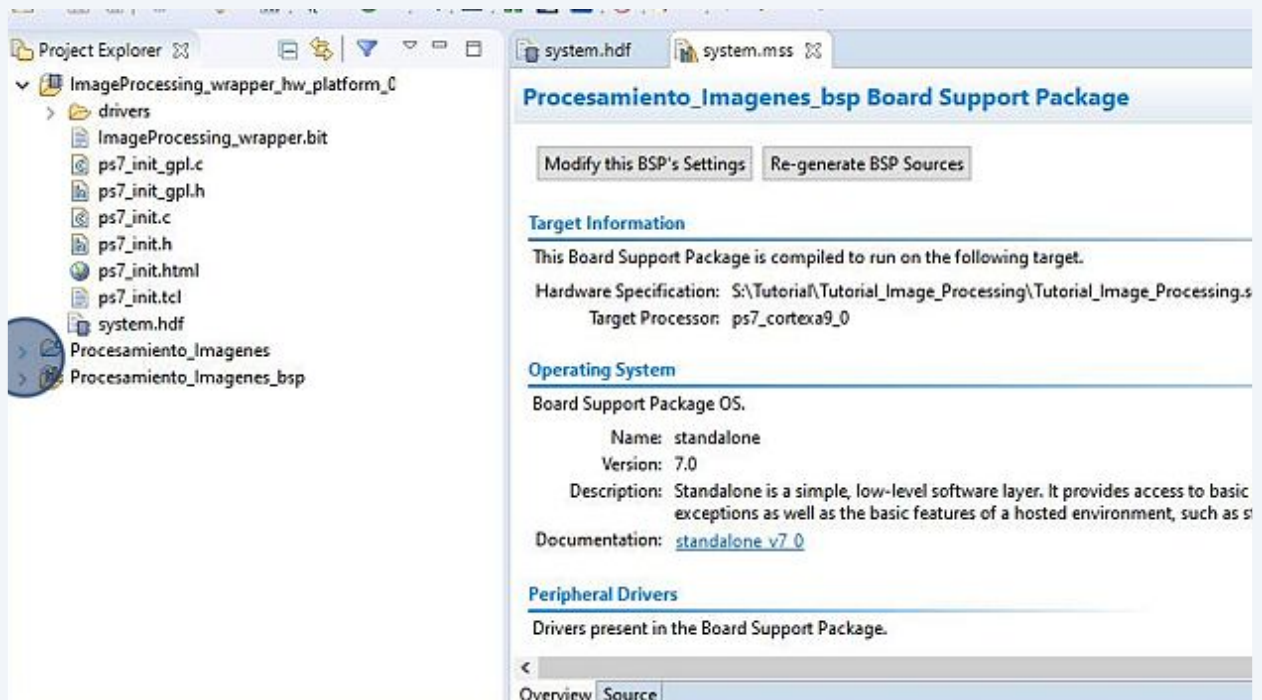 Project Explorer
ImageProcessing_wrapper_hw_platform_0
drivers
ImageProcessing_wrapper.bit
ps7_init_gpl.c
ps7_init_gpl.h
ps7_init.c
ps7_init.h
ps7_init.html
ps7_init.tcl
system.hdf
Procesamiento_Imagenes
Procesamiento_Imagenes_bsp
system.hdf system.mss
Procesamiento_Imagenes_bsp Board Support Package
Modify this BSP's Settings Re-generate BSP Sources
Target Information
This Board Support Package is compiled to run on the following target.
Hardware Specification: S:\Tutorial\Tutorial_Image_Processing\Tutorial_Image_Processing.s
Target Processor: ps7_cortexa9_0
Operating System
Board Support Package OS.
Name: standalone
Version: 7.0
Description: Standalone is a simple, low-level software layer. It provides access to basic
exceptions as well as the basic features of a hosted environment, such as
Documentation: standalone_v7_0
Peripheral Drivers
Drivers present in the Board Support Package.
Overview Source